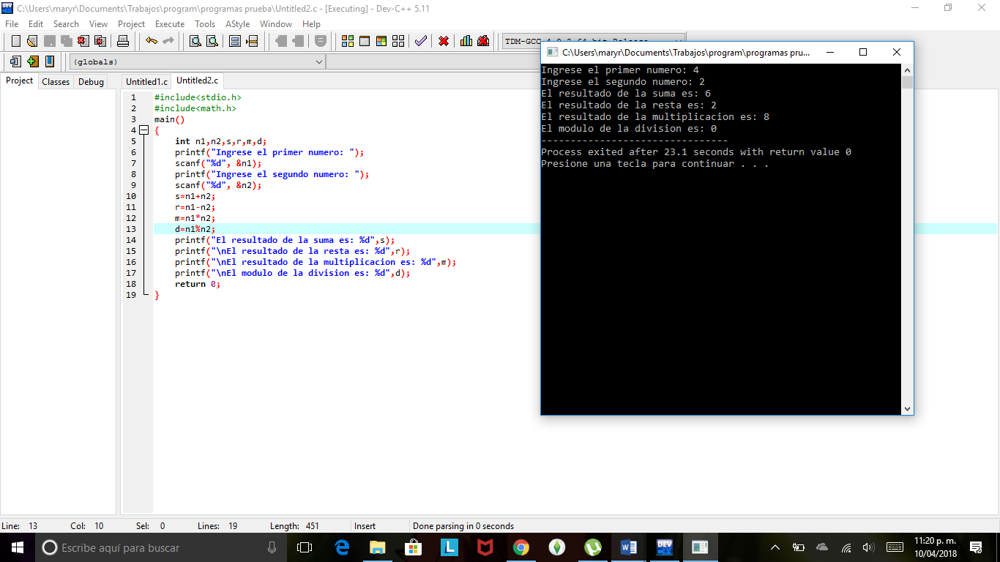 C:\Users\maryr\Documents\Trabajos\program\programas prueba\Untitled2.c - [Executing] - Dev-C++ 5.11
File Edit Search View Project Execute Tools AStyle Window Help
TDM-GCC
(globals)
Project Classes Debug
Untitled1.c Untitled2.c
1 #include<stdio.h>
2 #include<math.h>
3 main()
4 {
5 int n1,n2,s,r,m,d;
6 printf("Ingrese el primer numero: ");
7 scanf("%d", &n1);
8 printf("Ingrese el segundo numero: ");
9 scanf("%d", &n2);
10 s=n1+n2;
11 r=n1-n2;
12 m=n1*n2;
13 d=n1%n2;
14 printf("El resultado de la suma es: %d",s);
15 printf("\nEl resultado de la resta es: %d",r);
16 printf("\nEl resultado de la multiplicacion es: %d",m);
17 printf("\nEl modulo de la division es: %d",d);
18 return 0;
19 }
C:\Users\maryr\Documents\Trabajos\program\programas pru...
Ingrese el primer numero: 4
Ingrese el segundo numero: 2
El resultado de la suma es: 6
El resultado de la resta es: 2
El resultado de la multiplicacion es: 8
El modulo de la division es: 0
--------------------------------
Process exited after 23.1 seconds with return value 0
Presione una tecla para continuar . . .
Line: 13 Col: 10 Sel: 0 Lines: 19 Length: 451 Insert Done parsing in 0 seconds
Escribe aquí para buscar
DEV
11:20 p. m.
10/04/2018